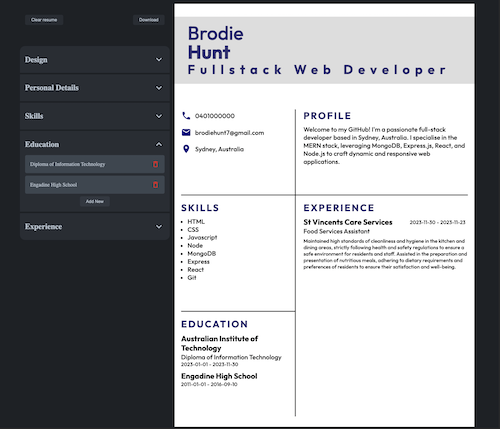 Clear resume
Download
Design
Personal Details
Skills
Education
Diploma of Information Technology
Engadine High School
Add New
Experience
Brodie
Hunt
Fullstack Web Developer
0401000000
brodiehunt7@gmail.com
Sydney, Australia
PROFILE
Welcome to my GitHub! I'm a passionate full-stack
developer based in Sydney, Australia. I specialise in the
MERN stack, leveraging MongoDB, Express.js, React, and
Node.js to craft dynamic and responsive web
applications.
SKILLS
HTML
CSS
Javascript
Node
MongoDB
Express
React
Git
EXPERIENCE
St Vincents Care Services 2023-11-30 - 2023-11-23
Food Services Assistant
Maintained high standards of cleanliness and hygiene in the kitchen and
dining areas, strictly following health and safety regulations to ensure a
safe environment for residents and staff. Assisted in the preparation and
presentation of nutritious meals, adhering to dietary requirements and
preferences of residents to ensure their satisfaction and well-being.
EDUCATION
Australian Institute of
Technology
Diploma of Information Technology
2023-01-01 - 2023-11-30
Engadine High School
2011-01-01 - 2016-09-10